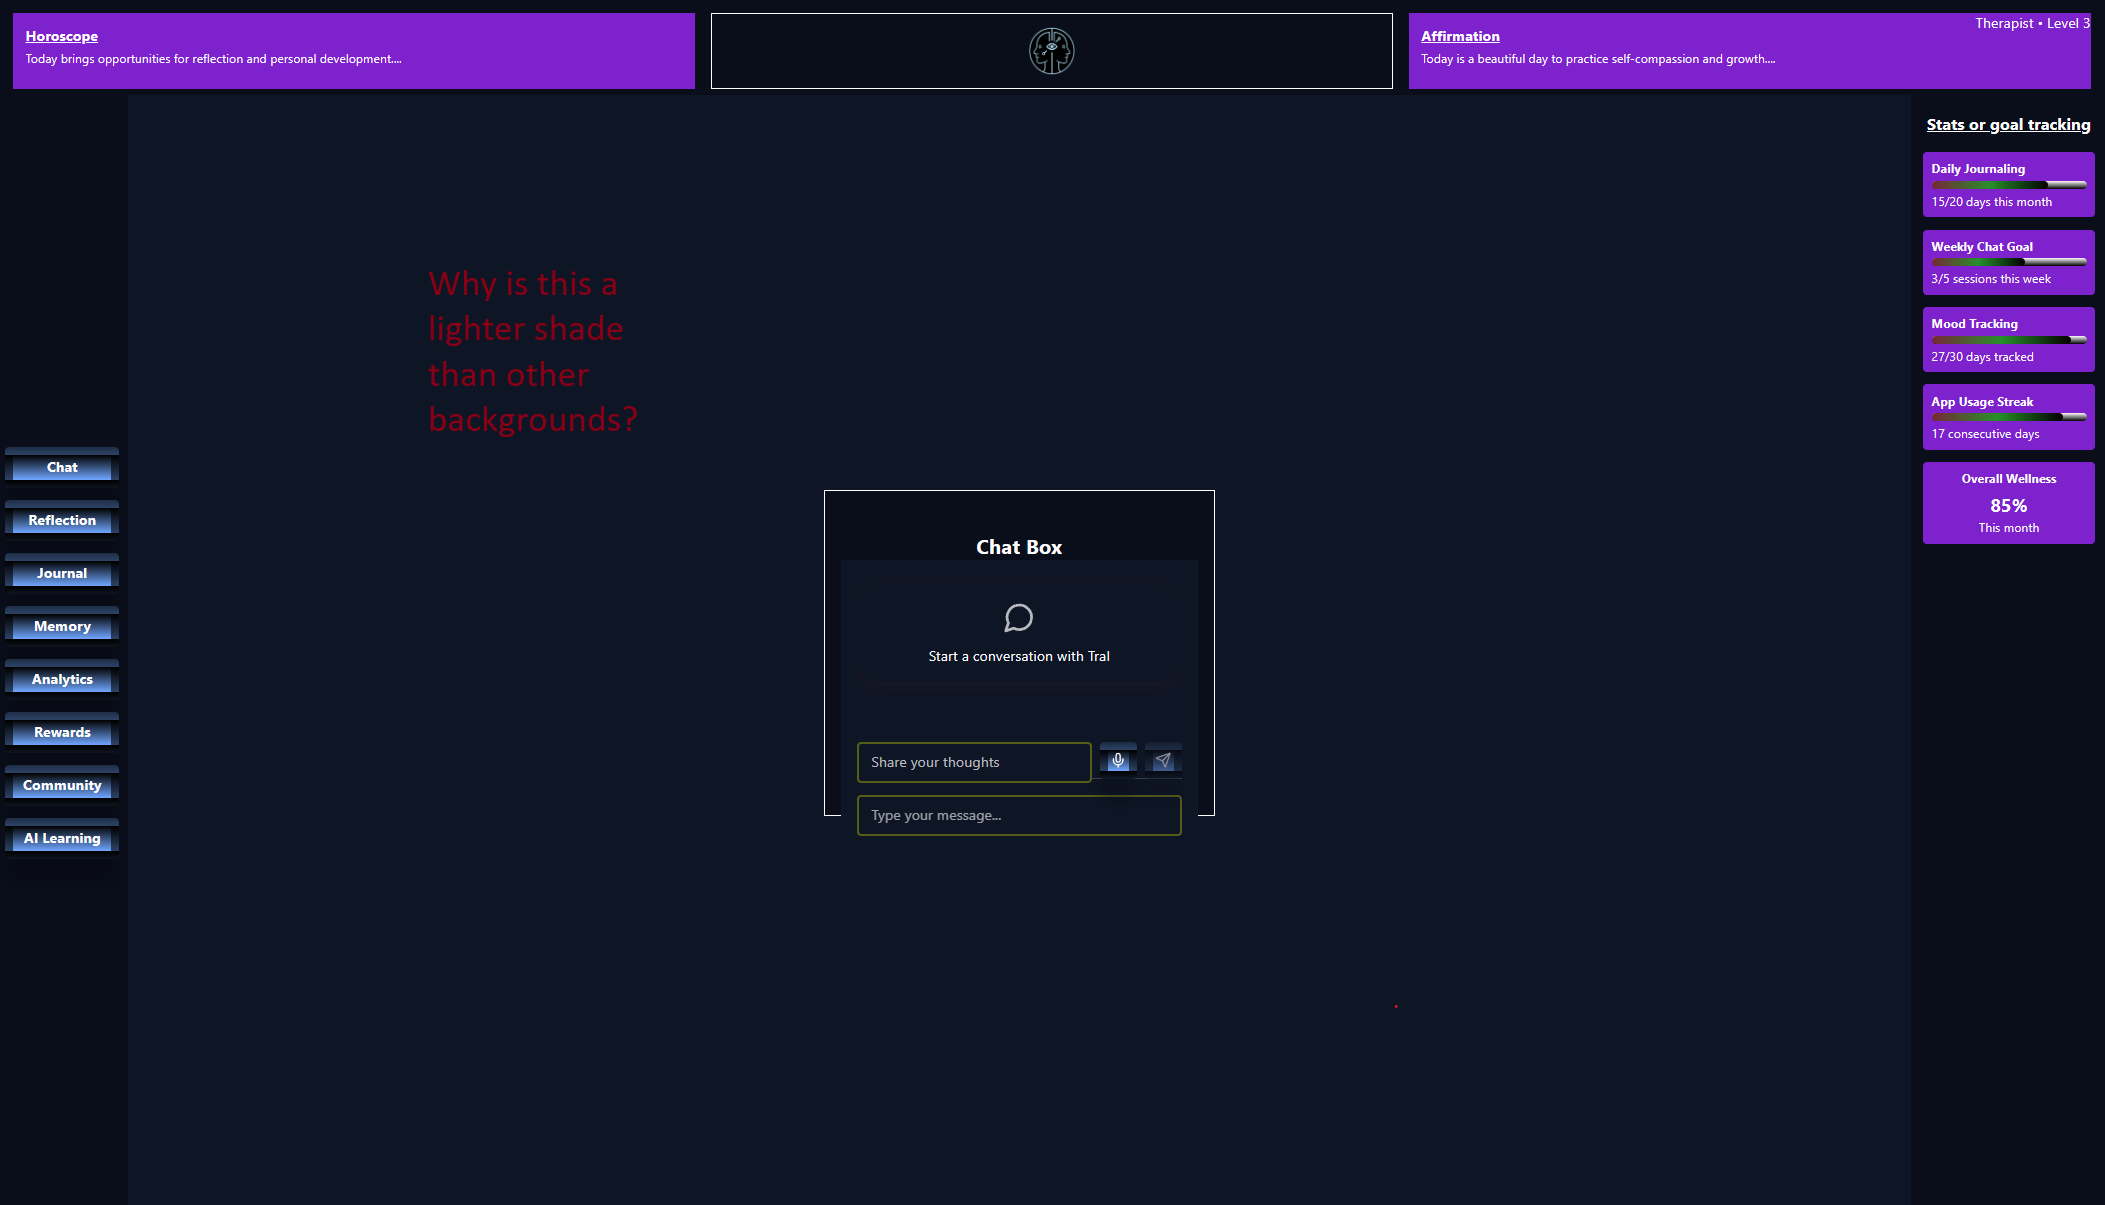 Horoscope
Today brings opportunities for reflection and personal development....
Therapist • Level 3
Affirmation
Today is a beautiful day to practice self-compassion and growth....
Stats or goal tracking
Daily Journaling
15/20 days this month
Weekly Chat Goal
3/5 sessions this week
Mood Tracking
27/30 days tracked
App Usage Streak
17 consecutive days
Overall Wellness
85%
This month
Why is this a
lighter shade
than other
backgrounds?
Chat
Reflection
Journal
Memory
Analytics
Rewards
Community
AI Learning
Chat Box
Start a conversation with TraI
Share your thoughts
Type your message...